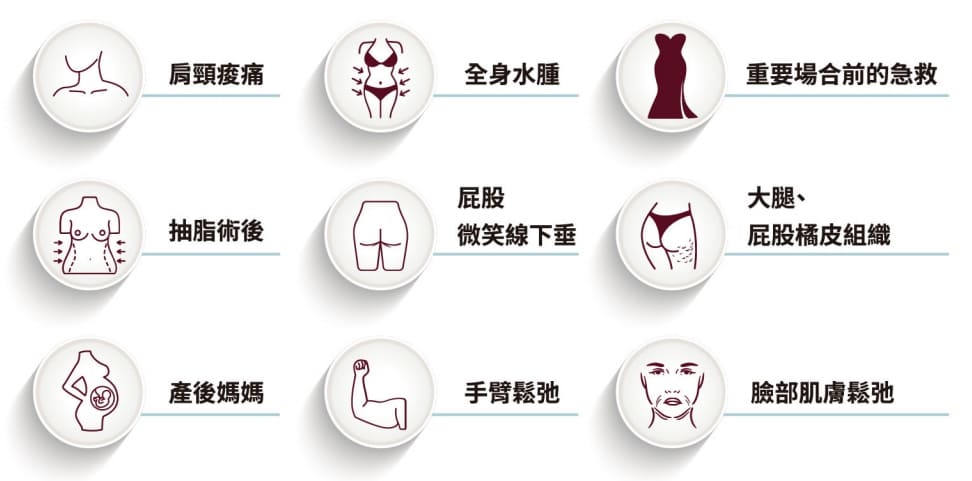 肩頸痠痛
全身水腫
重要場合前的急救
抽脂術後
屁股
微笑線下垂
大腿、
屁股橘皮組織
產後媽媽
手臂鬆弛
臉部肌膚鬆弛